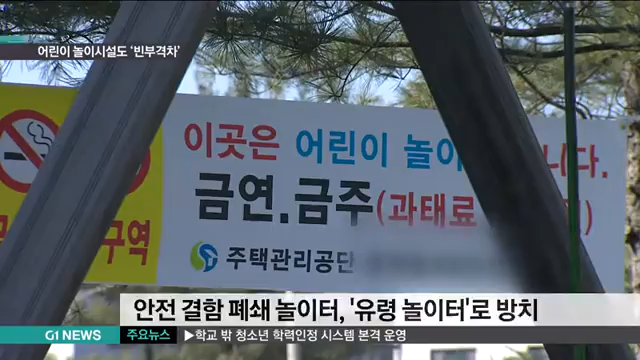 어린이 놀이시설도 '빈부격차'
이곳은 어린이 놀이
니다.
금연.금주(과태료
)
주택관리공단
구역
안전 결함 폐쇄 놀이터, '유령 놀이터'로 방치
G1 NEWS 주요뉴스 ▶학교 밖 청소년 학력인정 시스템 본격 운영